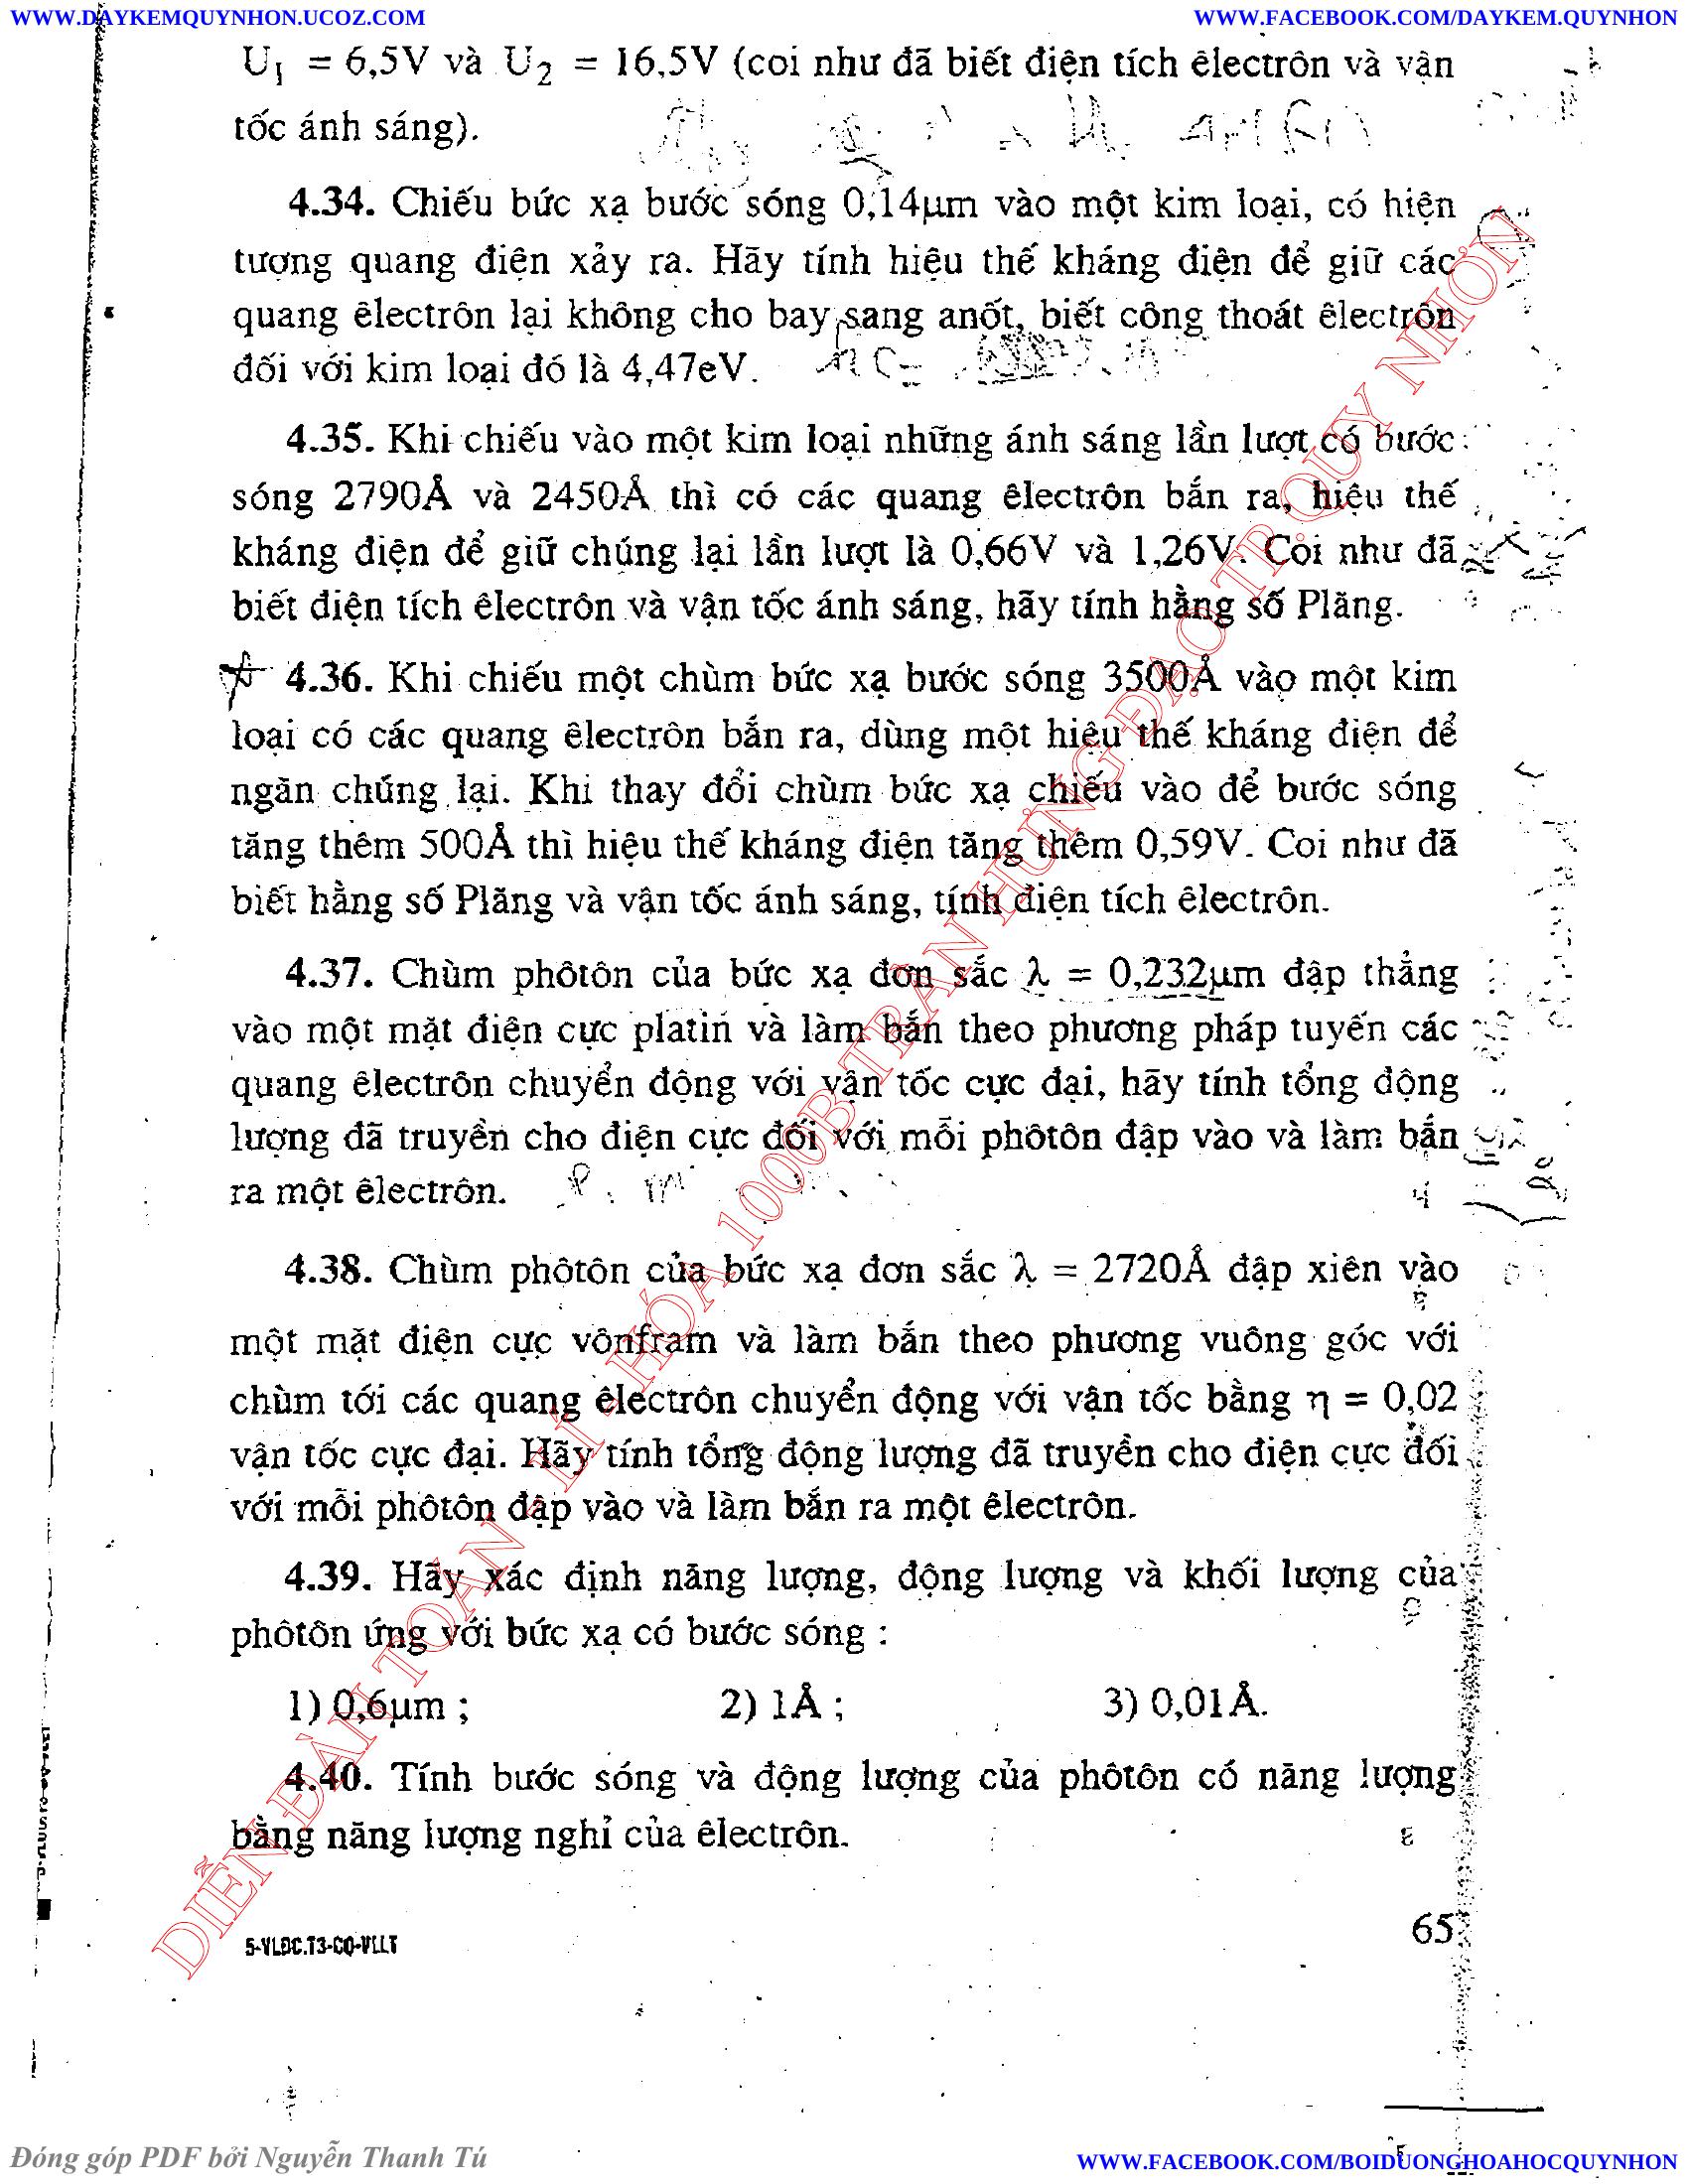 WWW.DAYKEMQUYNHON.UCOZ.COM
WWW.FACEBOOK.COM/DAYKEM.QUYNHON
U₁ = 6,5V và U₂ = 16,5V (coi như đã biết điện tích êlectrôn và vận
tốc ánh sáng).
4.34. Chiếu bức xạ bước sóng 0,14μm vào một kim loại, có hiện
tượng quang điện xảy ra. Hãy tính hiệu thế kháng điện để giữ các
quang êlectrôn lại không cho bay sang anốt, biết công thoát êlectrôn
đối với kim loại đó là 4,47eV.
4.35. Khi chiếu vào một kim loại những ánh sáng lần lượt có bước
sóng 2790Å và 2450Å thì có các quang êlectrôn bắn ra, hiệu thế
kháng điện để giữ chúng lại lần lượt là 0,66V và 1,26V. Coi như đã
biết điện tích êlectrôn và vận tốc ánh sáng, hãy tính hằng số Plăng.
4.36. Khi chiếu một chùm bức xạ bước sóng 3500Å vào một kim
loại có các quang êlectrôn bắn ra, dùng một hiệu thế kháng điện để
ngăn chúng lại. Khi thay đổi chùm bức xạ chiếu vào để bước sóng
tăng thêm 500Å thì hiệu thế kháng điện tăng thêm 0,59V. Coi như đã
biết hằng số Plăng và vận tốc ánh sáng, tính điện tích êlectrôn.
4.37. Chùm phôtôn của bức xạ đơn sắc λ = 0,232μm đập thẳng
vào một mặt điện cực platin và làm bắn theo phương pháp tuyến các
quang êlectrôn chuyển động với vận tốc cực đại, hãy tính tổng động
lượng đã truyền cho điện cực đối với mỗi phôtôn đập vào và làm bắn
ra một êlectrôn.
4.38. Chùm phôtôn của bức xạ đơn sắc λ = 2720Å đập xiên vào
một mặt điện cực vônfram và làm bắn theo phương vuông góc với
chùm tới các quang êlectrôn chuyển động với vận tốc bằng η = 0,02
vận tốc cực đại. Hãy tính tổng động lượng đã truyền cho điện cực đối
với mỗi phôtôn đập vào và làm bắn ra một êlectrôn.
4.39. Hãy xác định năng lượng, động lượng và khối lượng của
phôtôn ứng với bức xạ có bước sóng :
1) 0,6μm ; 2) 1Å ; 3) 0,01Å.
4.40. Tính bước sóng và động lượng của phôtôn có năng lượng
bằng năng lượng nghỉ của êlectrôn.
5-VLĐC.T3-CQ-VLLT
65
DIỄN ĐÀN TOÁN - LÍ - HÓA 1000B TRẦN HƯNG ĐẠO TP.QUY NHƠN
Đóng góp PDF bởi Nguyễn Thanh Tú
WWW.FACEBOOK.COM/BOIDUONGHOAHOCQUYNHON